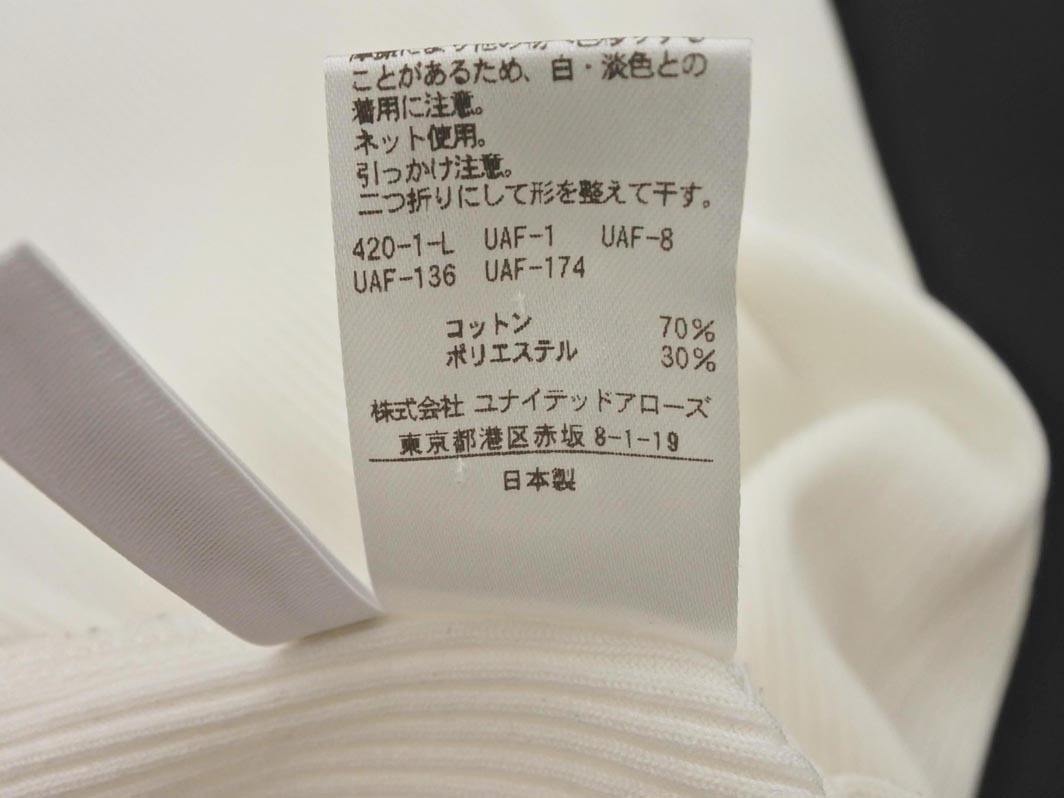 ことがあるため、白・淡色との
着用に注意。
ネット使用。
引っかけ注意。
二つ折りにして形を整えて干す。
420-1-L UAF-1 UAF-8
UAF-136 UAF-174
コットン 70%
ポリエステル 30%
株式会社 ユナイテッドアローズ
東京都港区赤坂 8-1-19
日本製